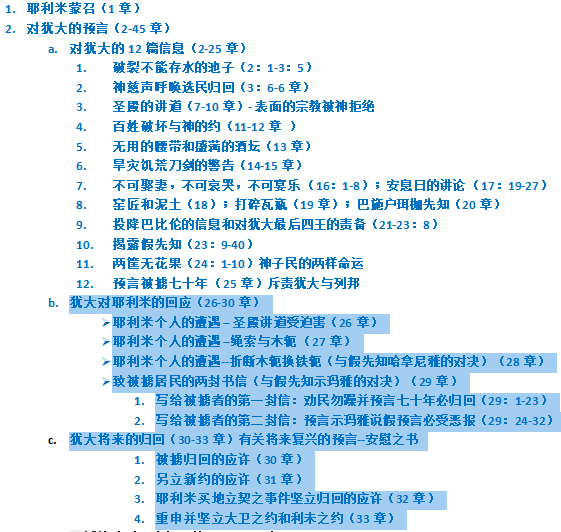 1. 耶利米蒙召（1 章）
2. 对犹大的预言（2-45 章）
a. 对犹大的 12 篇信息（2-25 章）
1. 破裂不能存水的池子（2：1-3：5）
2. 神慈声呼唤选民归回（3：6-6 章）
3. 圣殿的讲道（7-10 章）- 表面的宗教被神拒绝
4. 百姓破坏与神的约（11-12 章 ）
5. 无用的腰带和盛满的酒坛（13 章）
6. 旱灾饥荒刀剑的警告（14-15 章）
7. 不可娶妻，不可哀哭，不可宴乐（16：1-8）；安息日的讲论（17：19-27）
8. 窑匠和泥土（18）；打碎瓦瓶（19 章）；巴施户珥枷先知（20 章）
9. 投降巴比伦的信息和对犹大最后四王的责备（21-23：8）
10. 揭露假先知（23：9-40）
11. 两筐无花果（24：1-10）神子民的两样命运
12. 预言被掳七十年（25 章）斥责犹大与列邦
b. 犹大对耶利米的回应（26-30 章）
➢耶利米个人的遭遇 – 圣殿讲道受迫害（26 章）
➢耶利米个人的遭遇 – 绳索与木轭（27 章）
➢耶利米个人的遭遇--折断木轭换铁轭（与假先知哈拿尼雅的对决）（28 章）
➢致被掳居民的两封书信（与假先知示玛雅的对决）（29 章）
1. 写给被掳者的第一封信：劝民勿躁并预言七十年必归回（29：1-23）
2. 写给被掳者的第二封信：预言示玛雅说假预言必受恶报（29：24-32）
c. 犹大将来的归回（30-33 章）有关将来复兴的预言--安慰之书
1. 被掳归回的应许（30 章）
2. 另立新约的应许（31 章）
3. 耶利米买地立契之事件坚立归回的应许（32 章）
4. 重申并坚立大卫之约和利未之约（33 章）